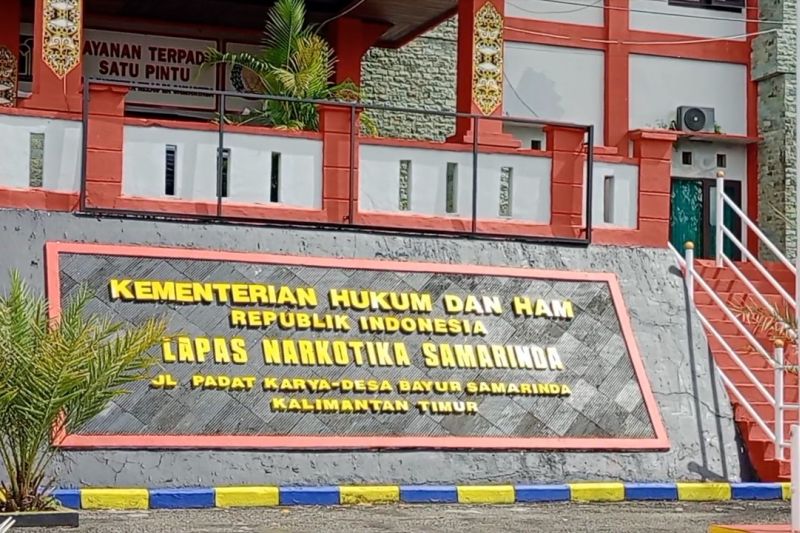 AYANAN TERPAD
SATU PINTU
KEMENTERIAN HUKUM DAN HAM
REPUBLIK INDONESIA
LAPAS NARKOTIKA SAMARINDA
JL PADAT KARYA-DESA BAYUR SAMARINDA
KALIMANTAN TIMUR